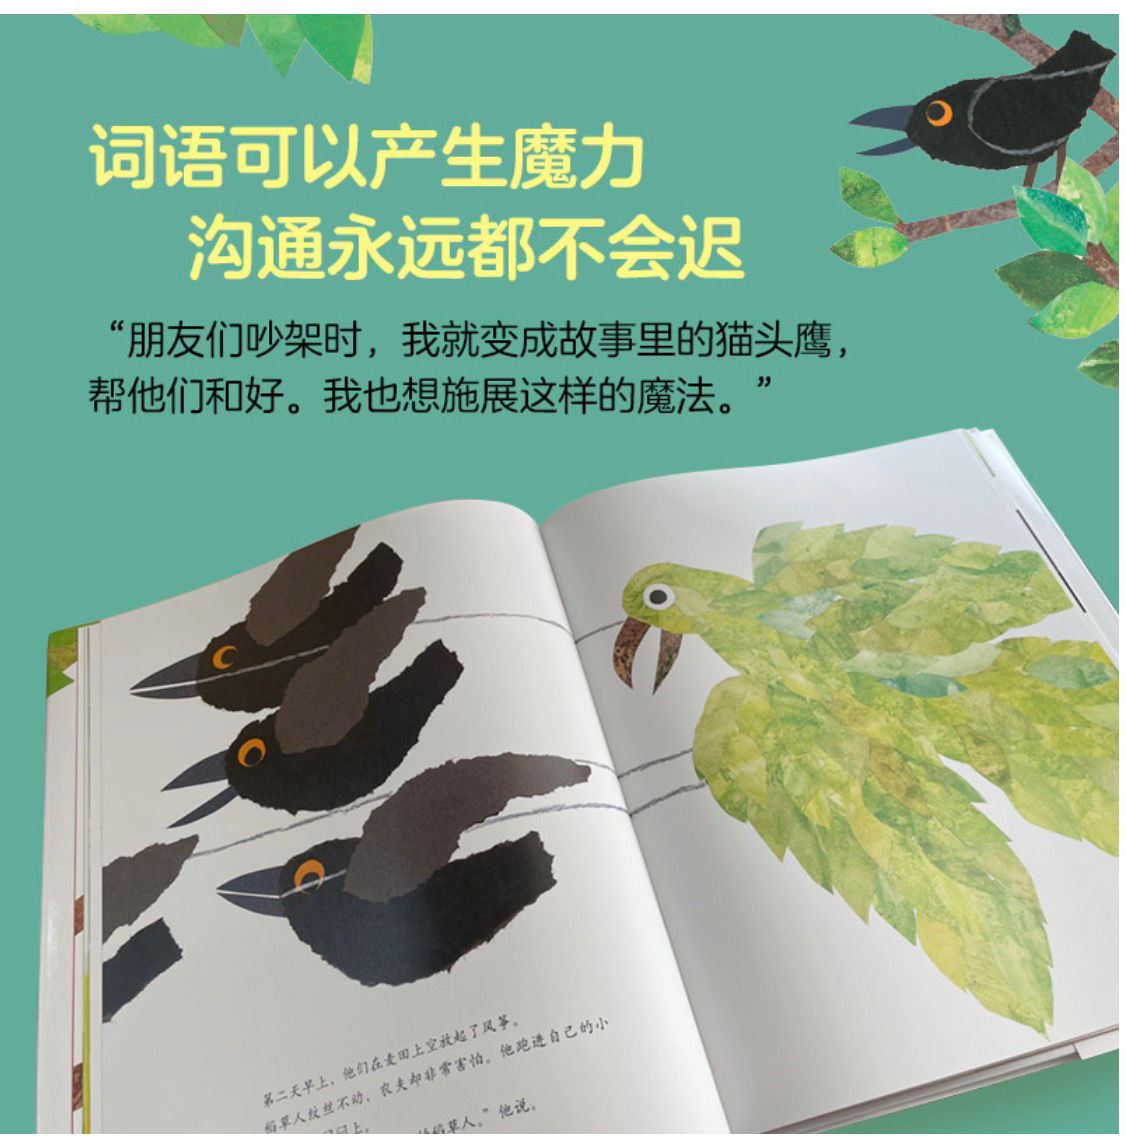 词语可以产生魔力
沟通永远都不会迟
“朋友们吵架时，我就变成故事里的猫头鹰，
帮他们和好。我也想施展这样的魔法。”
第二天早上，他们在麦田上空放起了风筝。
稻草人纹丝不动，农夫却非常害怕。他跑进自己的小
稻草人。”他说。